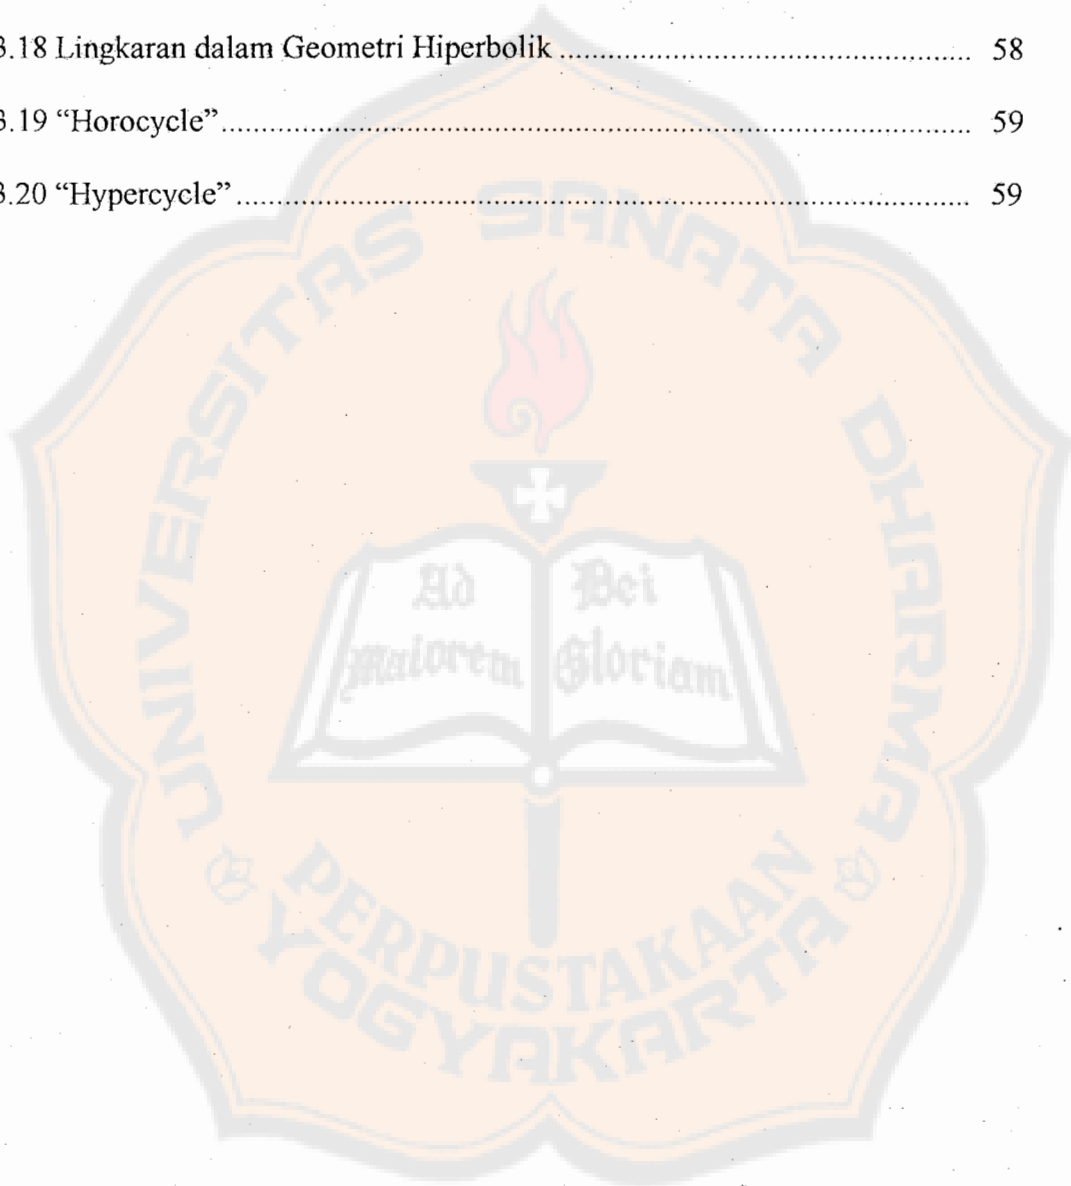 3.18 Lingkaran dalam Geometri Hiperbolik ................................................ 58
3.19 “Horocycle” ........................................................................................... 59
3.20 “Hypercycle” ......................................................................................... 59
UNIVERSITAS SANATA DHARMA
Ad Dei
Maiorem Gloriam
PERPUSTAKAAN
YOGYAKARTA